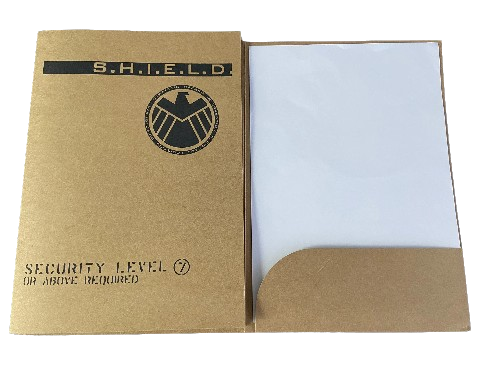 S.H.I.E.L.D.
SECURITY LEVEL 7
OR ABOVE REQUIRED